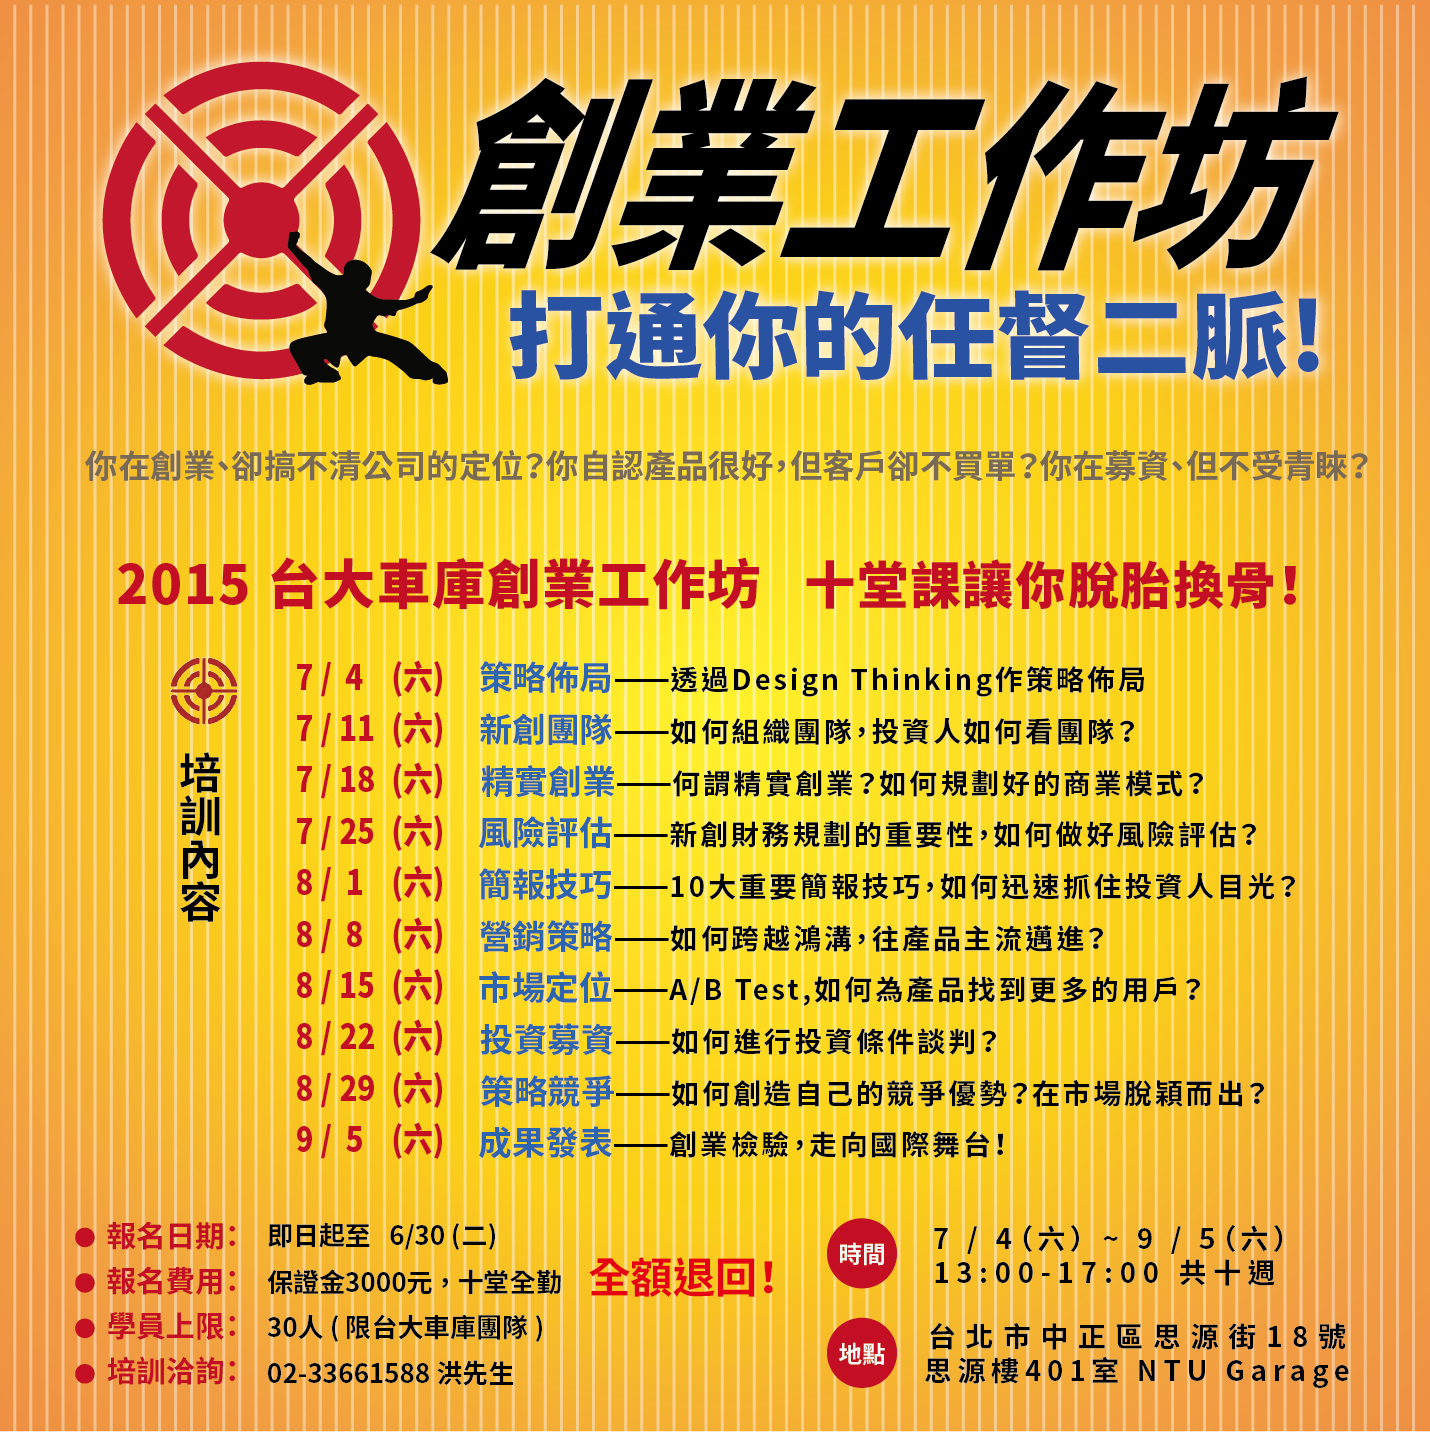 創業工作坊
打通你的任督二脈!
你在創業、卻搞不清公司的定位?你自認產品很好,但客戶卻不買單?你在募資、但不受青睞?
2015 台大車庫創業工作坊 十堂課讓你脫胎換骨!
培訓內容
7 / 4 (六) 策略佈局——透過Design Thinking作策略佈局
7 / 11 (六) 新創團隊——如何組織團隊,投資人如何看團隊?
7 / 18 (六) 精實創業——何謂精實創業?如何規劃好的商業模式?
7 / 25 (六) 風險評估——新創財務規劃的重要性,如何做好風險評估?
8 / 1 (六) 簡報技巧——10大重要簡報技巧,如何迅速抓住投資人目光?
8 / 8 (六) 營銷策略——如何跨越鴻溝,往產品主流邁進?
8 / 15 (六) 市場定位——A/B Test,如何為產品找到更多的用戶?
8 / 22 (六) 投資募資——如何進行投資條件談判?
8 / 29 (六) 策略競爭——如何創造自己的競爭優勢?在市場脫穎而出?
9 / 5 (六) 成果發表——創業檢驗,走向國際舞台!
● 報名日期: 即日起至 6/30 (二)
● 報名費用: 保證金3000元,十堂全勤 全額退回!
● 學員上限: 30人 ( 限台大車庫團隊 )
● 培訓洽詢: 02-33661588 洪先生
時間 7 / 4(六) ~ 9 / 5(六)
13:00-17:00 共十週
地點 台北市中正區思源街18號
思源樓401室 NTU Garage